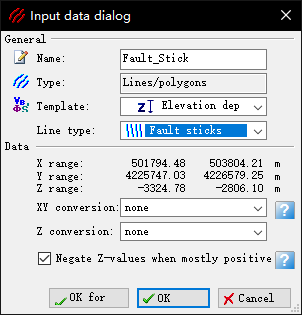 Input data dialog
General
Name: Fault_Stick
Type: Lines/polygons
Template: Elevation dep
Line type: Fault sticks
Data
X range: 501794.48 503804.21 m
Y range: 4225747.03 4226579.25 m
Z range: -3324.78 -2806.10 m
XY conversion: none
Z conversion: none
Negate Z-values when mostly positive
OK for
OK
Cancel